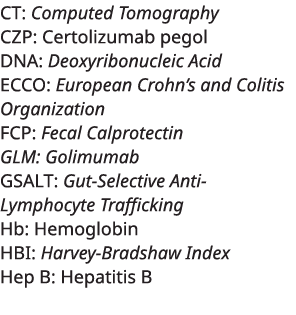 CT: Computed Tomography
CZP: Certolizumab pegol
DNA: Deoxyribonucleic Acid
ECCO: European Crohn’s and Colitis
Organization
FCP: Fecal Calprotectin
GLM: Golimumab
GSALT: Gut-Selective Anti-
Lymphocyte Trafficking
Hb: Hemoglobin
HBI: Harvey-Bradshaw Index
Hep B: Hepatitis B